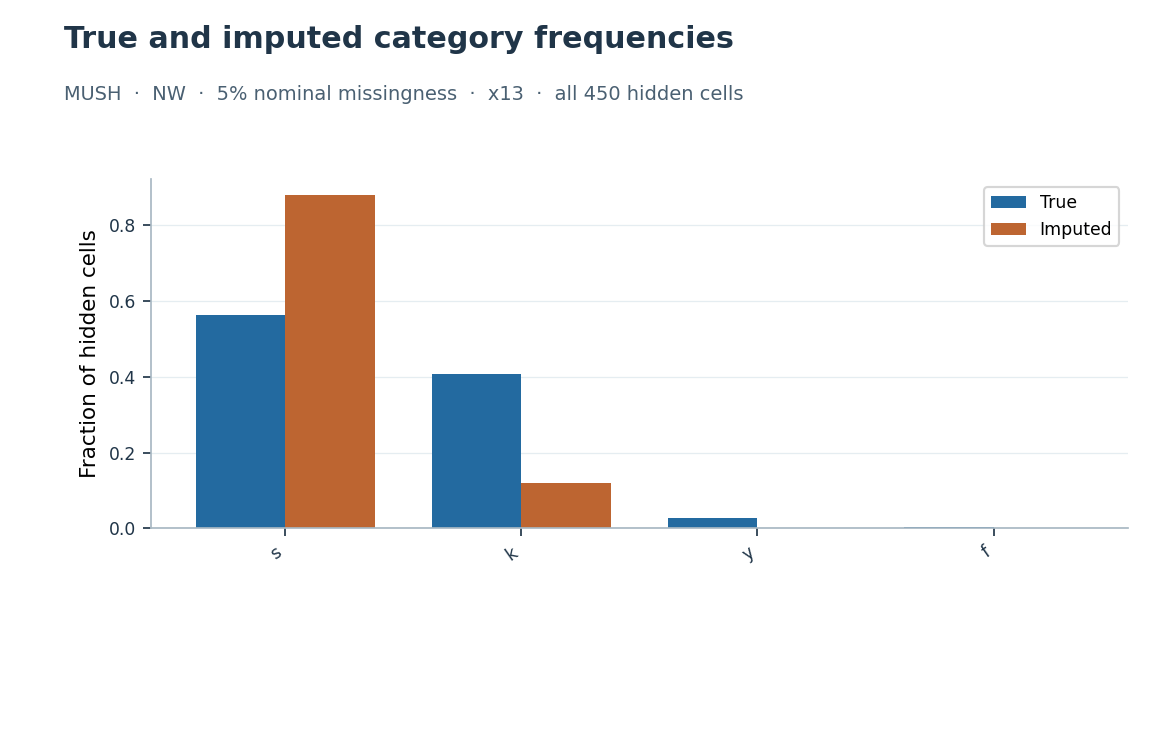 True and imputed category frequencies
MUSH · NW · 5% nominal missingness · x13 · all 450 hidden cells
Fraction of hidden cells
0.8
0.6
0.4
0.2
0.0
True
Imputed
s
k
y
f